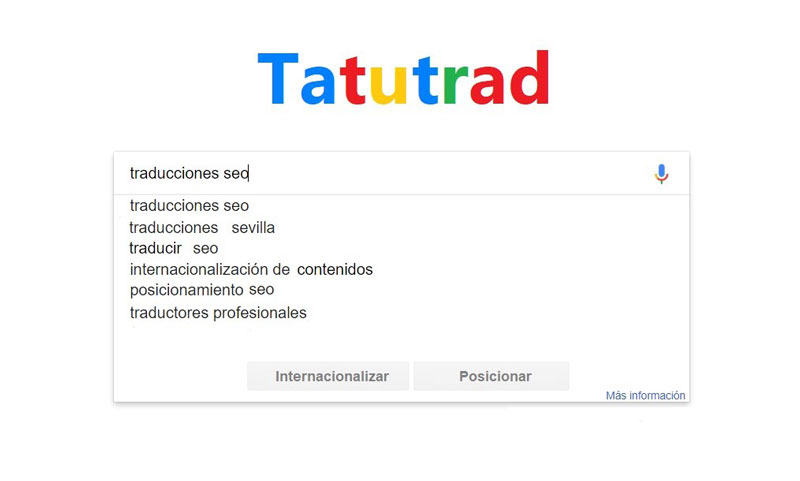 Tatutrad
traducciones seo
traducciones seo
traducciones sevilla
traducir seo
internacionalización de contenidos
posicionamiento seo
traductores profesionales
Internacionalizar Posicionar
Más información